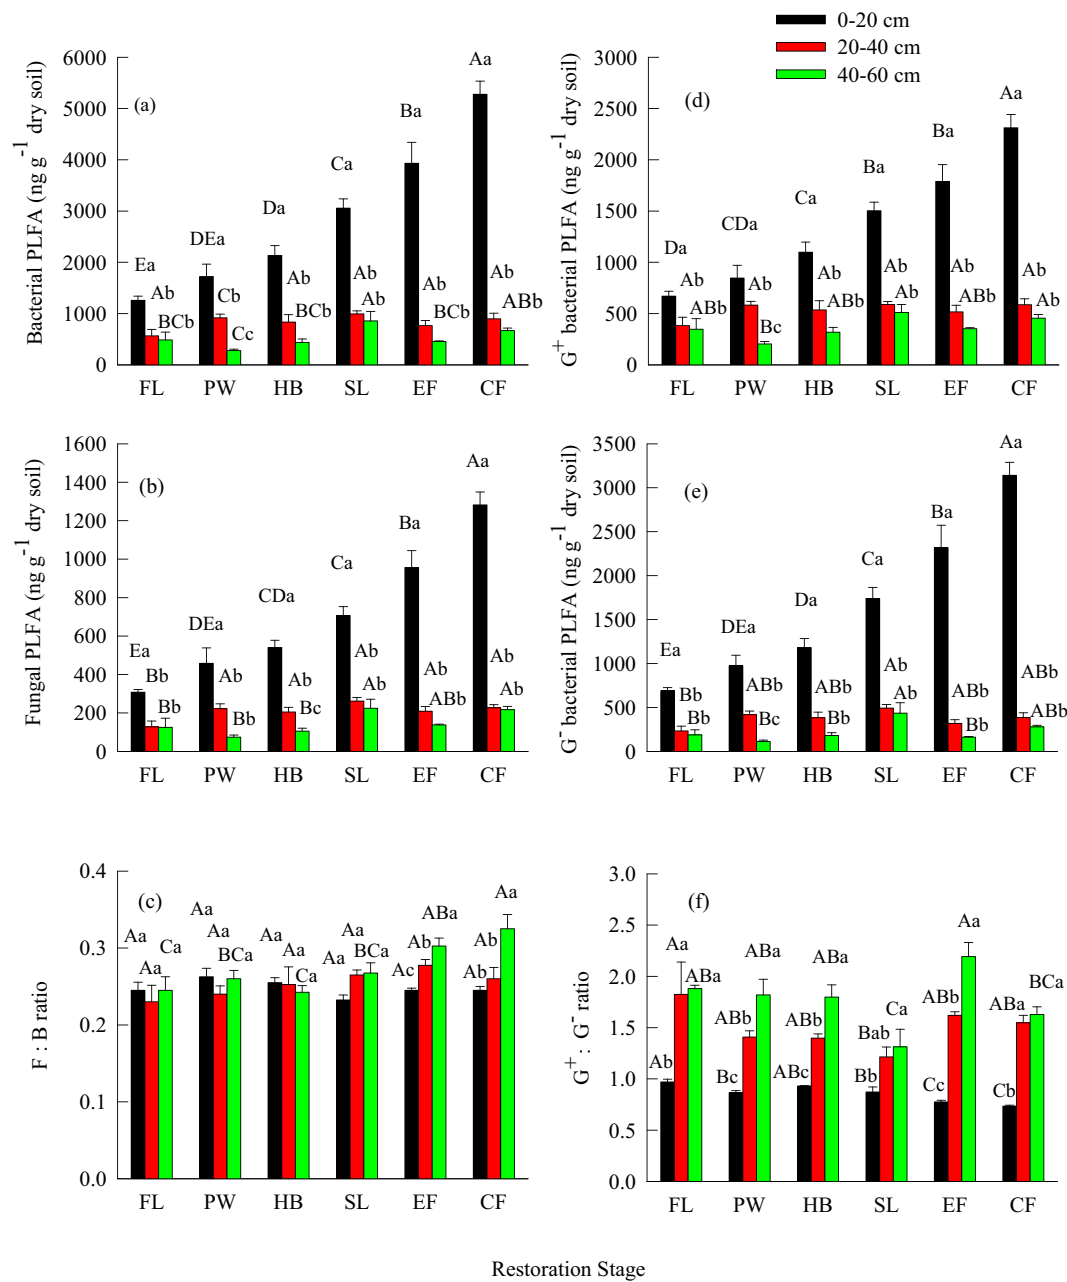 0-20 cm
20-40 cm
40-60 cm
Bacterial PLFA (ng g-1 dry soil)
6000
5000
4000
3000
2000
1000
0
(a)
Ea
Ab
BCb
DEa
Cb
Cc
Da
Ab
BCb
Ca
Ab
Ab
Ba
Ab
BCb
Aa
Ab
ABb
FL PW HB SL EF CF
G+ bacterial PLFA (ng g-1 dry soil)
3000
2500
2000
1500
1000
500
0
(d)
Da
Ab
ABb
CDa
Ab
Bc
Ca
Ab
ABb
Ba
Ab
Ab
Ba
Ab
ABb
Aa
Ab
Ab
FL PW HB SL EF CF
Fungal PLFA (ng g-1 dry soil)
1600
1400
1200
1000
800
600
400
200
0
(b)
Ea
Bb
Bb
DEa
Ab
Bb
CDa
Ab
Bc
Ca
Ab
Ab
Ba
Ab
ABb
Aa
Ab
Ab
FL PW HB SL EF CF
G- bacterial PLFA (ng g-1 dry soil)
3500
3000
2500
2000
1500
1000
500
0
(e)
Ea
Bb
Bb
DEa
ABb
Bc
Da
ABb
Bb
Ca
Ab
Ab
Ba
ABb
Bb
Aa
ABb
ABb
FL PW HB SL EF CF
F : B ratio
0.4
0.3
0.2
0.1
0.0
(c)
Aa
Aa
Ca
Aa
Aa
BCa
Aa
Aa
Ca
Aa
Aa
BCa
Ac
Ab
ABa
Ab
Ab
Aa
FL PW HB SL EF CF
G+ : G- ratio
3.0
2.5
2.0
1.5
1.0
0.5
0.0
(f)
Ab
Aa
ABa
Bc
ABb
ABa
ABc
ABb
ABa
Bb
Bab
Ca
Cc
ABb
Aa
Cb
ABa
BCa
FL PW HB SL EF CF
Restoration Stage